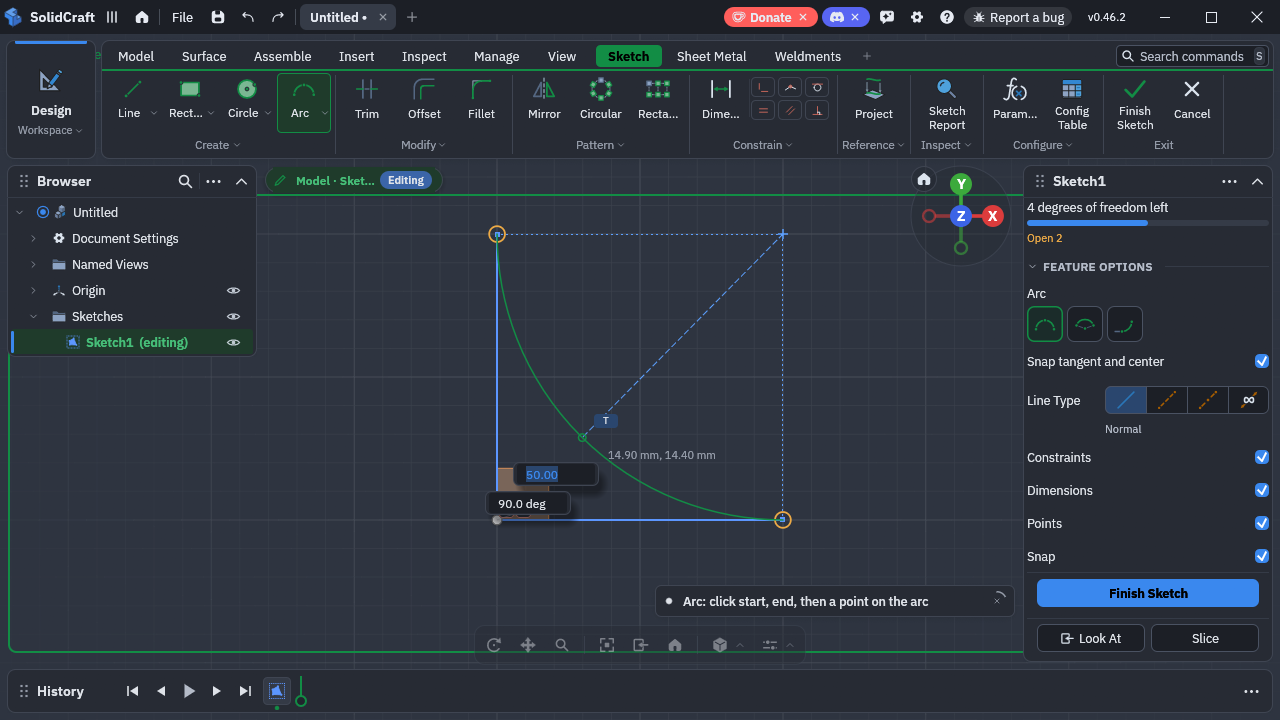 SolidCraft File Untitled • Donate Report a bug v0.46.2
Model Surface Assemble Insert Inspect Manage View Sketch Sheet Metal Weldments Search commands S
Design
Workspace
Line Rect... Circle Arc Trim Offset Fillet Mirror Circular Recta... Dime... Project Sketch Report Param... Config Table Finish Sketch Cancel
Create Modify Pattern Constrain Reference Inspect Configure Exit
Browser
Untitled
Document Settings
Named Views
Origin
Sketches
Sketch1 (editing)
Model · Sket... Editing
Y
Z X
T
14.90 mm, 14.40 mm
50.00
90.0 deg
Arc: click start, end, then a point on the arc
Sketch1
4 degrees of freedom left
Open 2
FEATURE OPTIONS
Arc
Snap tangent and center
Line Type
Normal
Constraints
Dimensions
Points
Snap
Finish Sketch
Look At Slice
History